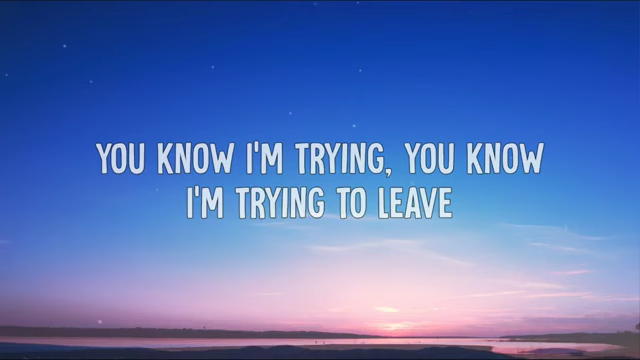 YOU KNOW I'M TRYING, YOU KNOW
I'M TRYING TO LEAVE